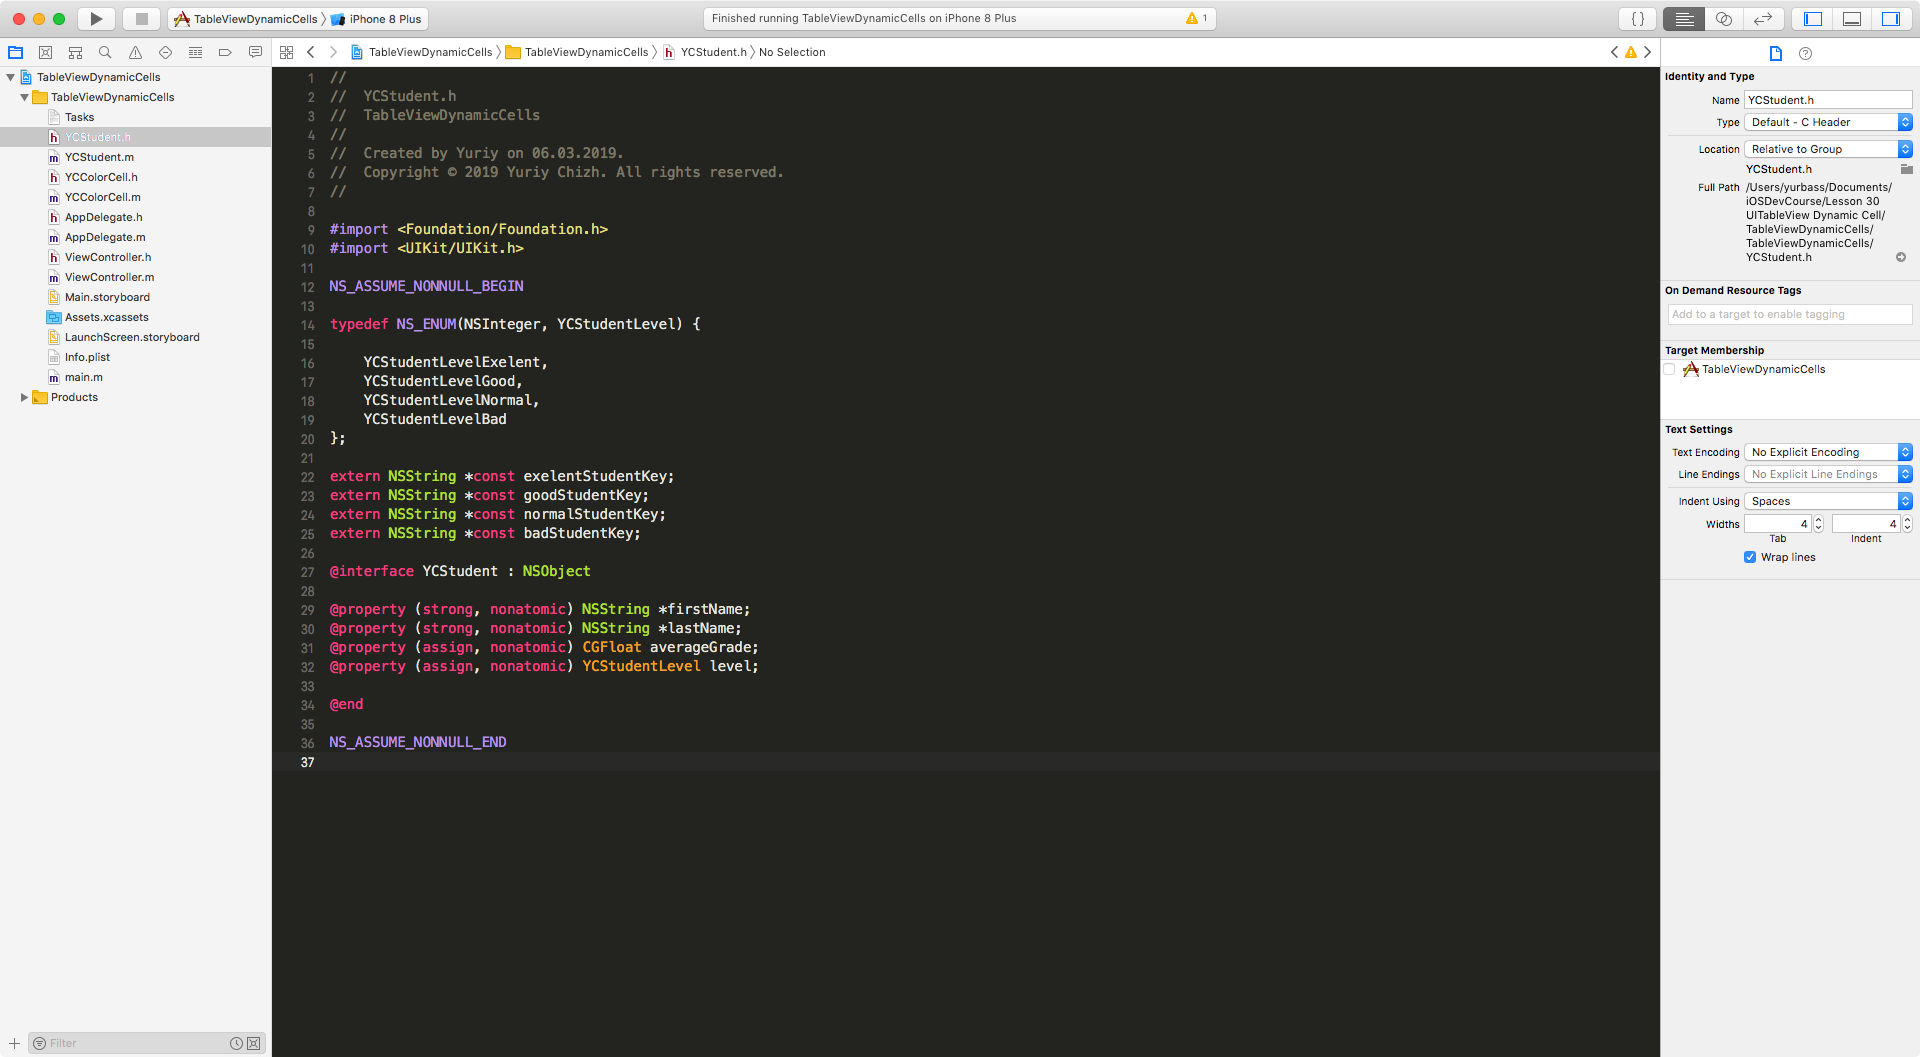 TableViewDynamicCells iPhone 8 Plus
Finished running TableViewDynamicCells on iPhone 8 Plus
1
{}
TableViewDynamicCells
TableViewDynamicCells
YCStudent.h
No Selection
TableViewDynamicCells
TableViewDynamicCells
Tasks
YCStudent.h
YCStudent.m
YCColorCell.h
YCColorCell.m
AppDelegate.h
AppDelegate.m
ViewController.h
ViewController.m
Main.storyboard
Assets.xcassets
LaunchScreen.storyboard
Info.plist
main.m
Products
Filter
1 //
2 //  YCStudent.h
3 //  TableViewDynamicCells
4 //
5 //  Created by Yuriy on 06.03.2019.
6 //  Copyright © 2019 Yuriy Chizh. All rights reserved.
7 //
8
9 #import <Foundation/Foundation.h>
10 #import <UIKit/UIKit.h>
11
12 NS_ASSUME_NONNULL_BEGIN
13
14 typedef NS_ENUM(NSInteger, YCStudentLevel) {
15
16     YCStudentLevelExelent,
17     YCStudentLevelGood,
18     YCStudentLevelNormal,
19     YCStudentLevelBad
20 };
21
22 extern NSString *const exelentStudentKey;
23 extern NSString *const goodStudentKey;
24 extern NSString *const normalStudentKey;
25 extern NSString *const badStudentKey;
26
27 @interface YCStudent : NSObject
28
29 @property (strong, nonatomic) NSString *firstName;
30 @property (strong, nonatomic) NSString *lastName;
31 @property (assign, nonatomic) CGFloat averageGrade;
32 @property (assign, nonatomic) YCStudentLevel level;
33
34 @end
35
36 NS_ASSUME_NONNULL_END
37
Identity and Type
Name YCStudent.h
Type Default - C Header
Location Relative to Group
YCStudent.h
Full Path /Users/yurbass/Documents/
iOSDevCourse/Lesson 30
UITableView Dynamic Cell/
TableViewDynamicCells/
TableViewDynamicCells/
YCStudent.h
On Demand Resource Tags
Add to a target to enable tagging
Target Membership
TableViewDynamicCells
Text Settings
Text Encoding No Explicit Encoding
Line Endings No Explicit Line Endings
Indent Using Spaces
Widths 4 4
Tab Indent
Wrap lines